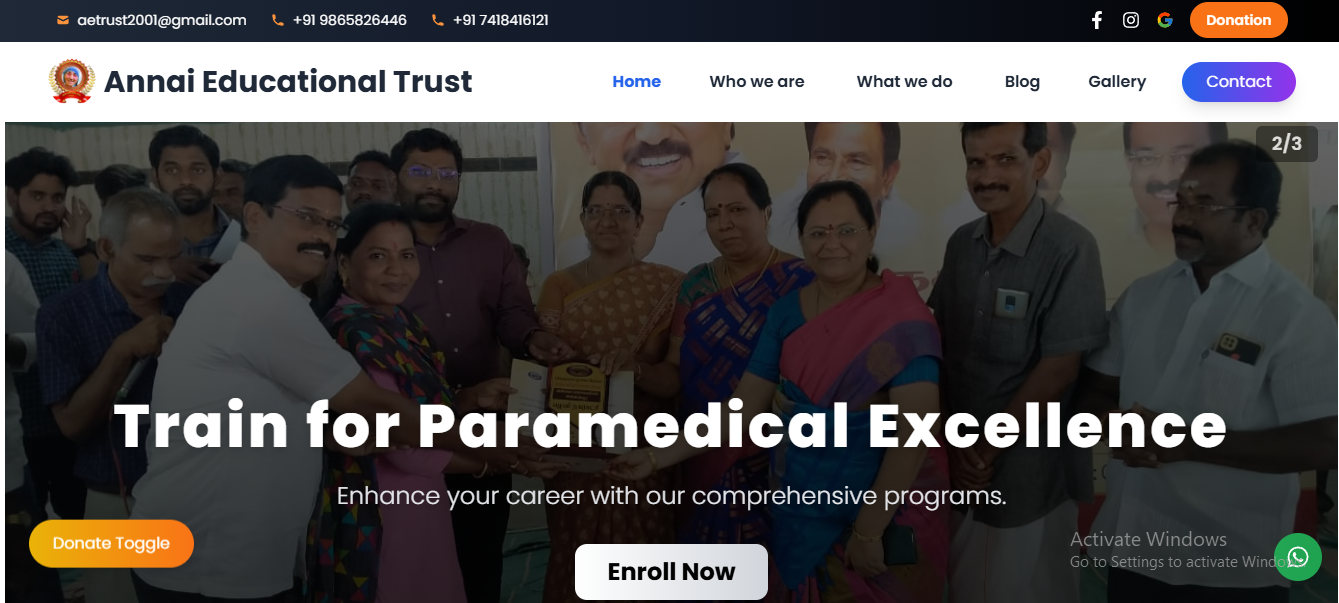 aetrust2001@gmail.com +91 9865826446 +91 7418416121 Donation
Annai Educational Trust Home Who we are What we do Blog Gallery Contact
2/3
Train for Paramedical Excellence
Enhance your career with our comprehensive programs.
Donate Toggle
Activate Windows
Go to Settings to activate Windows.
Enroll Now